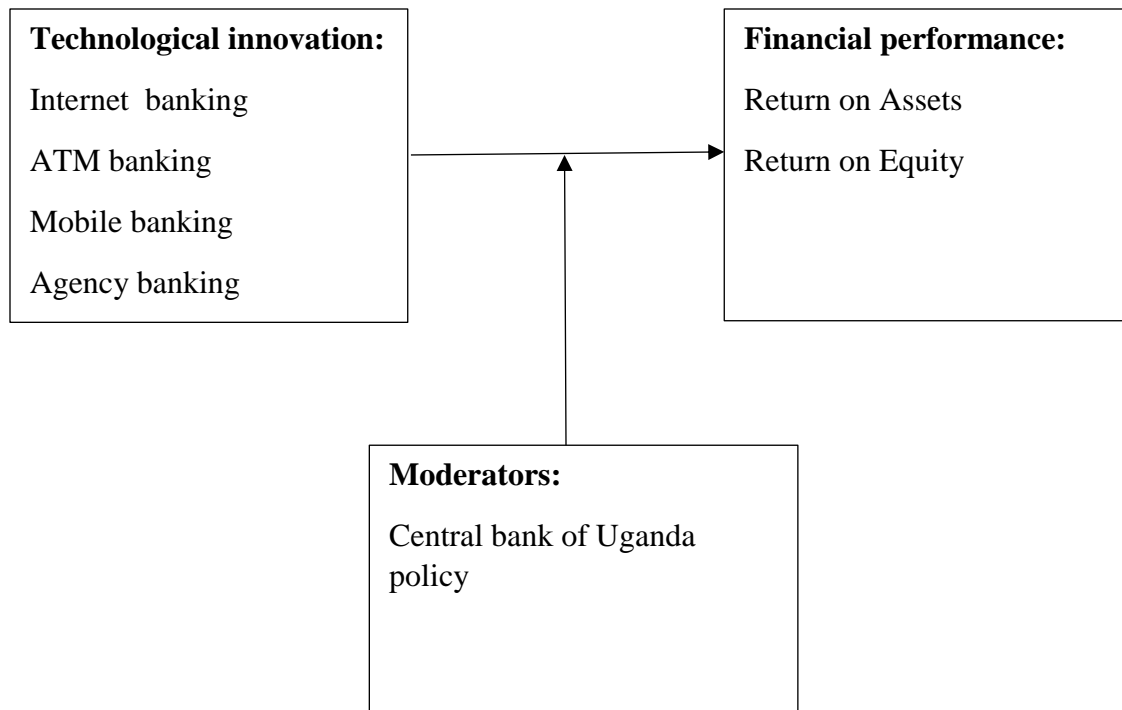 Technological innovation:
Internet banking
ATM banking
Mobile banking
Agency banking
Financial performance:
Return on Assets
Return on Equity
Moderators:
Central bank of Uganda
policy